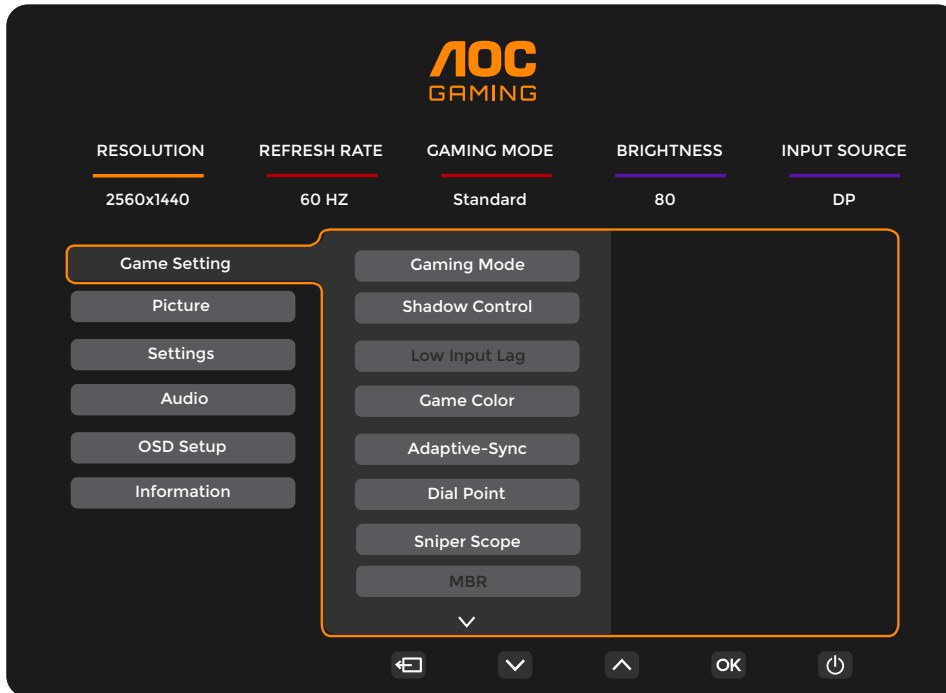 AOC
GAMING
RESOLUTION REFRESH RATE GAMING MODE BRIGHTNESS INPUT SOURCE
2560x1440 60 HZ Standard 80 DP
Game Setting
Picture
Settings
Audio
OSD Setup
Information
Gaming Mode
Shadow Control
Low Input Lag
Game Color
Adaptive-Sync
Dial Point
Sniper Scope
MBR
OK